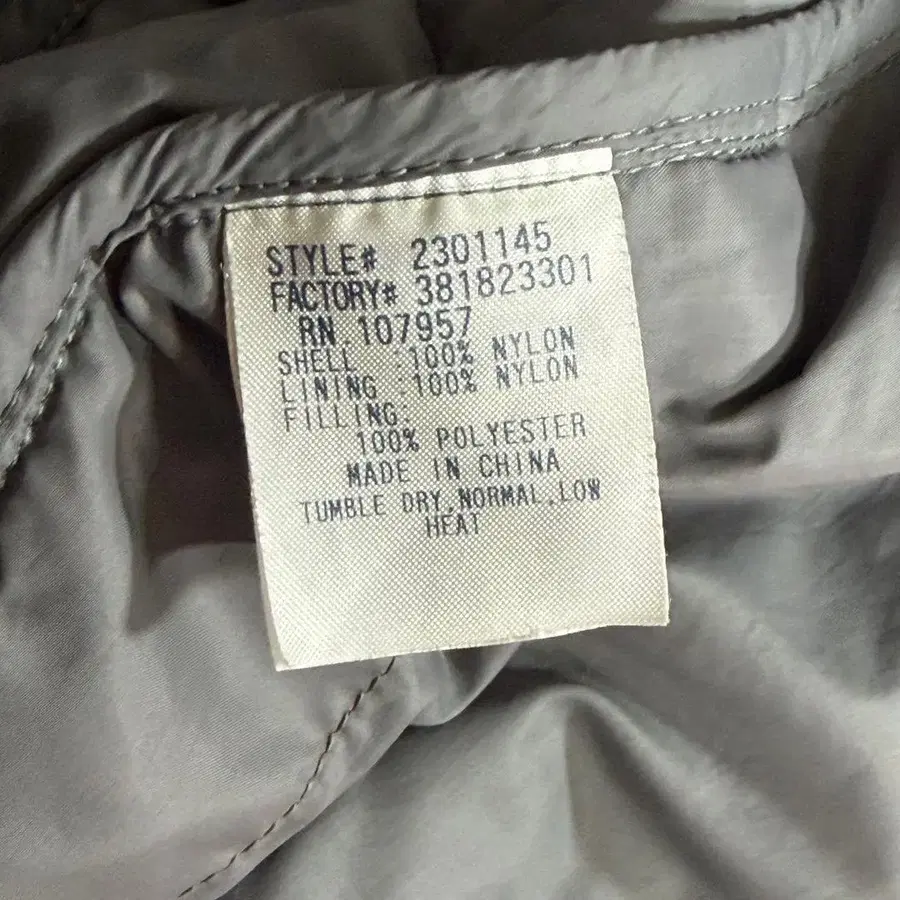 STYLE# 2301145
FACTORY# 381823301
RN 107957
SHELL :100% NYLON
LINING :100% NYLON
FILLING:
100% POLYESTER
MADE IN CHINA
TUMBLE DRY,NORMAL,LOW
HEAT